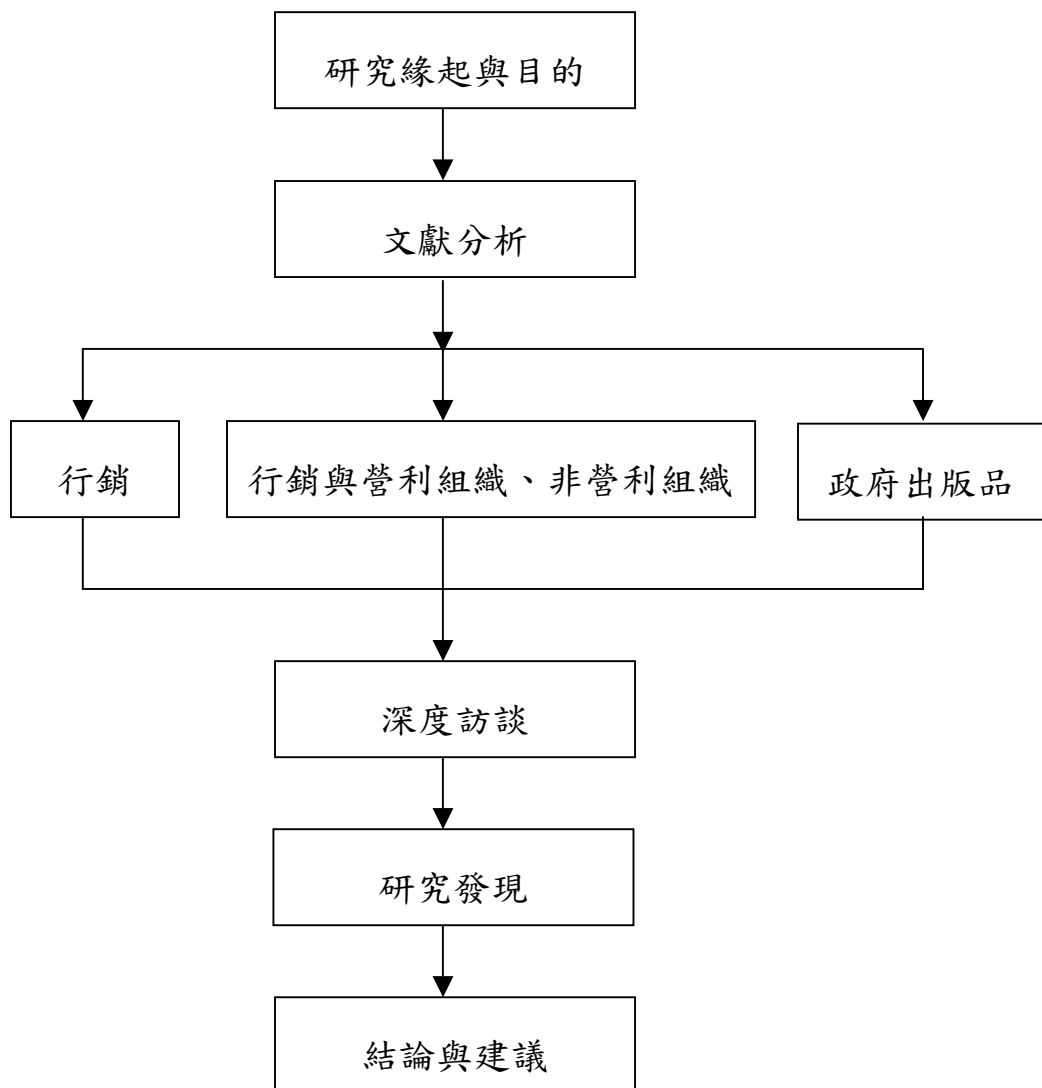 研究緣起與目的
文獻分析
行銷
行銷與營利組織、非營利組織
政府出版品
深度訪談
研究發現
結論與建議